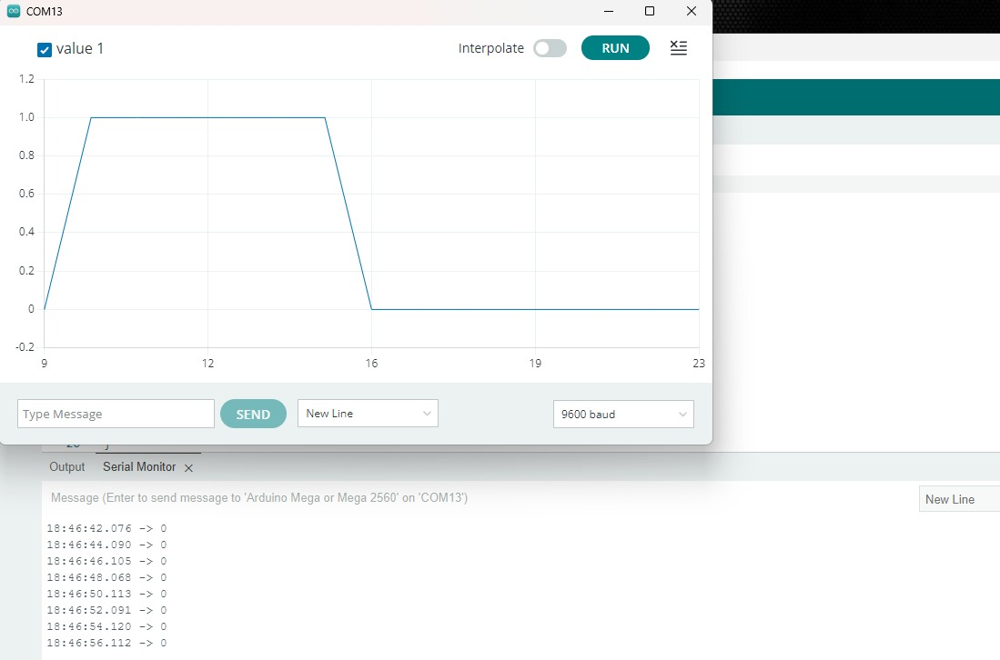 COM13
value 1
Interpolate
RUN
1.2
1.0
0.8
0.6
0.4
0.2
0
-0.2
9 12 16 19 23
Type Message
SEND
New Line
9600 baud
Output
Serial Monitor
Message (Enter to send message to 'Arduino Mega or Mega 2560' on 'COM13')
New Line
18:46:42.076 -> 0
18:46:44.090 -> 0
18:46:46.105 -> 0
18:46:48.068 -> 0
18:46:50.113 -> 0
18:46:52.091 -> 0
18:46:54.120 -> 0
18:46:56.112 -> 0